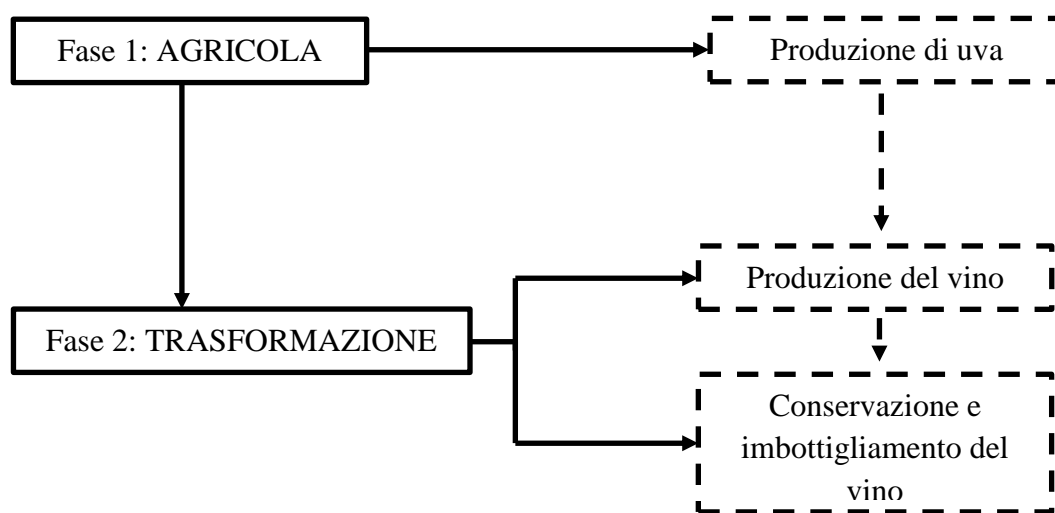 Fase 1: AGRICOLA
Produzione di uva
Produzione del vino
Fase 2: TRASFORMAZIONE
Conservazione e
imbottigliamento del
vino